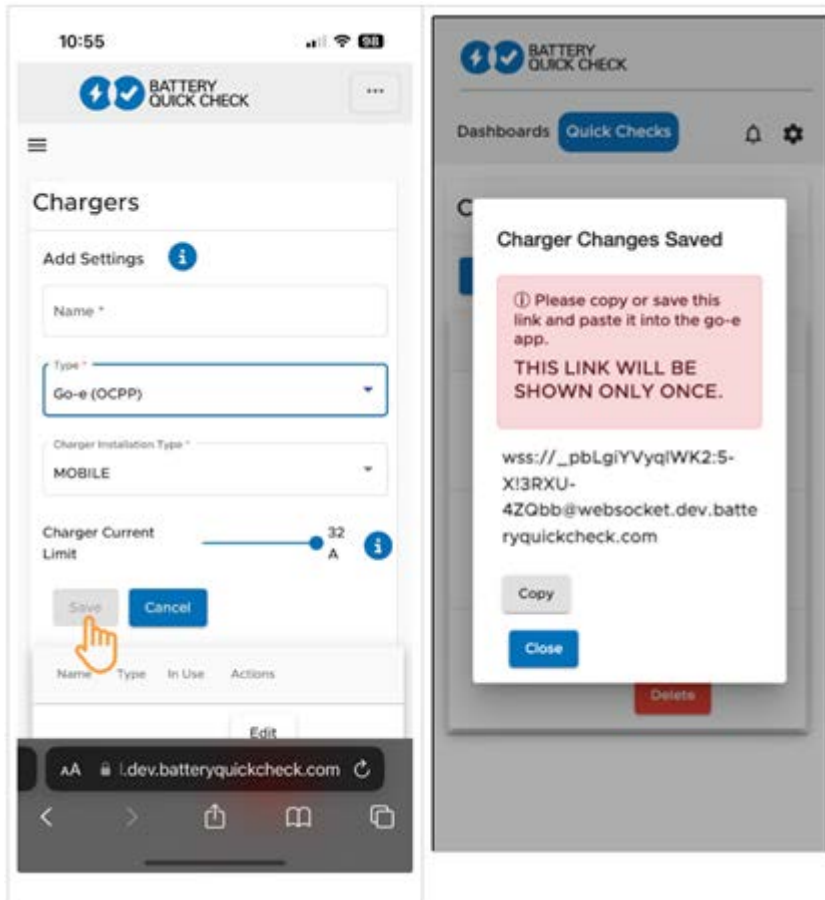 10:55
98
BATTERY
QUICK CHECK
...
Chargers
Add Settings
Name *
Type *
Go-e (OCPP)
Charger Installation Type *
MOBILE
Charger Current
Limit
32
A
Save
Cancel
Name Type In Use Actions
Edit
AA l.dev.batteryquickcheck.com
BATTERY
QUICK CHECK
Dashboards Quick Checks
C
Charger Changes Saved
Please copy or save this
link and paste it into the go-e
app.
THIS LINK WILL BE
SHOWN ONLY ONCE.
wss://_pbLgiYVyqlWK2:5-
X!3RXU-
4ZQbb@websocket.dev.batte
ryquickcheck.com
Copy
Close
Delete